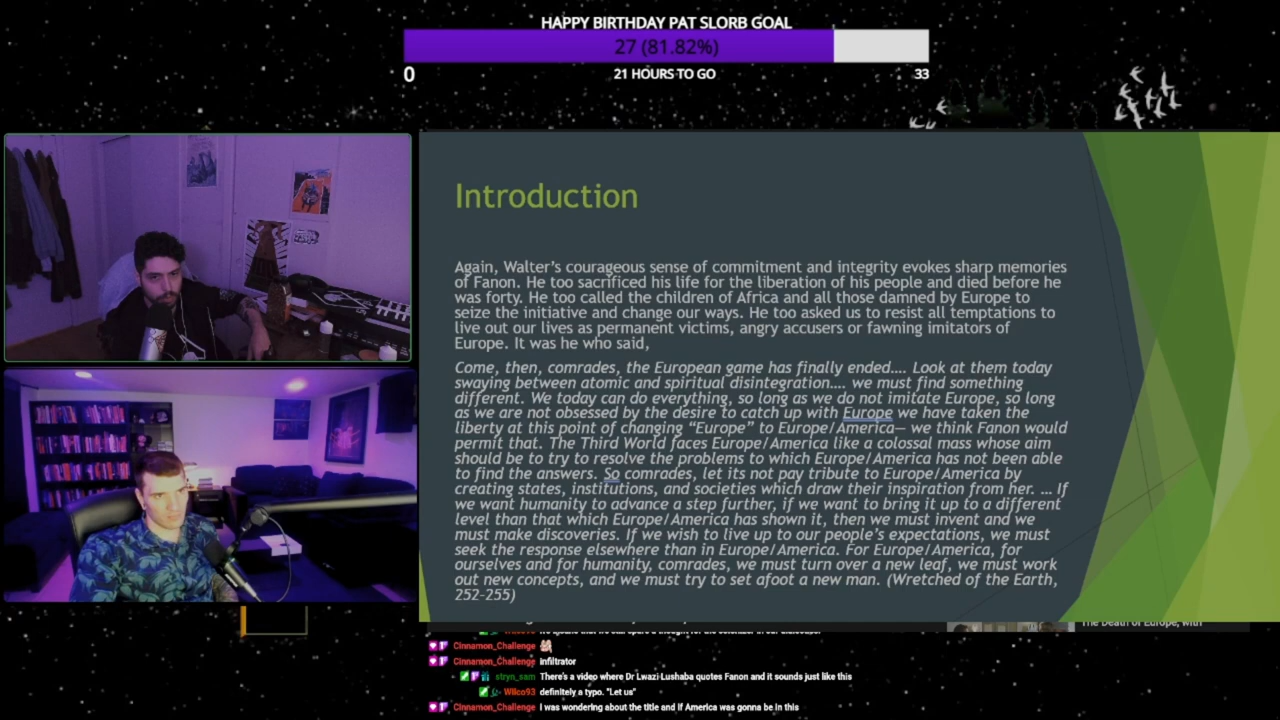 HAPPY BIRTHDAY PAT SLORB GOAL
27 (81.82%)
0
21 HOURS TO GO
33
Introduction
Again, Walter's courageous sense of commitment and integrity evokes sharp memories
of Fanon. He too sacrificed his life for the liberation of his people and died before he
was forty. He too called the children of Africa and all those damned by Europe to
seize the initiative and change our ways. He too asked us to resist all temptations to
live out our lives as permanent victims, angry accusers or fawning imitators of
Europe. It was he who said,
Come, then, comrades, the European game has finally ended.... Look at them today
swaying between atomic and spiritual disintegration.... we must find something
different. We today can do everything, so long as we do not imitate Europe, so long
as we are not obsessed by the desire to catch up with Europe we have taken the
liberty at this point of changing "Europe" to Europe/America— we think Fanon would
permit that. The Third World faces Europe/America like a colossal mass whose aim
should be to try to resolve the problems to which Europe/America has not been able
to find the answers. So comrades, let its not pay tribute to Europe/America by
creating states, institutions, and societies which draw their inspiration from her. ... If
we want humanity to advance a step further, if we want to bring it up to a different
level than that which Europe/America has shown it, then we must invent and we
must make discoveries. If we wish to live up to our people's expectations, we must
seek the response elsewhere than in Europe/America. For Europe/America, for
ourselves and for humanity, comrades, we must turn over a new leaf, we must work
out new concepts, and we must try to set afoot a new man. (Wretched of the Earth,
252-255)
The Death of Europe, with
Cinnamon_Challenge
Cinnamon_Challenge infiltrator
stryn_sam There's a video where Dr Lwazi Lushaba quotes Fanon and it sounds just like this
Wilco93 definitely a typo. "Let us"
Cinnamon_Challenge I was wondering about the title and if America was gonna be in this